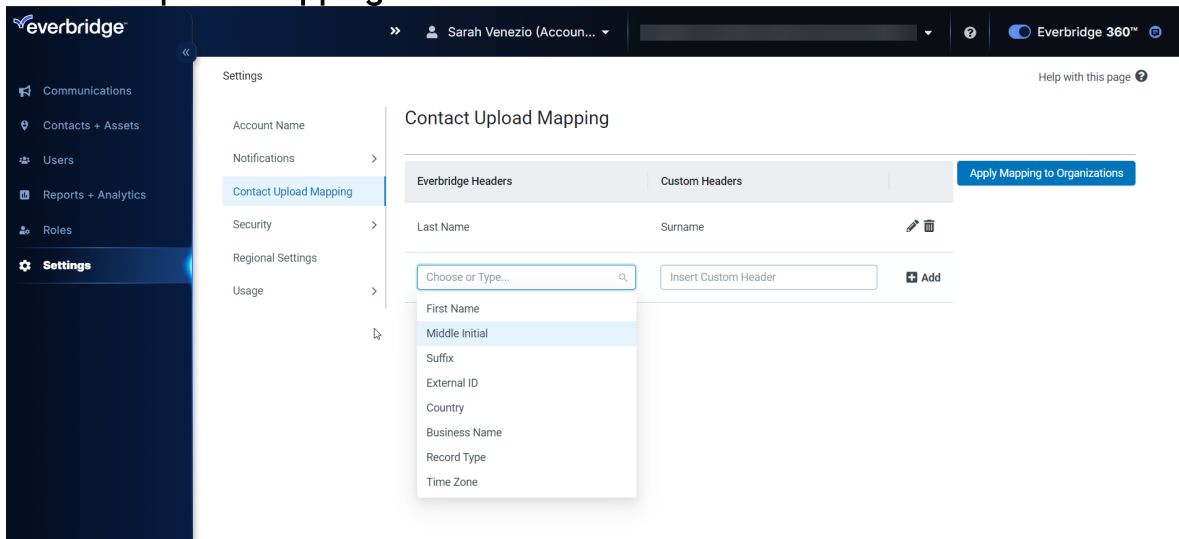 everbridge
Sarah Venezio (Accoun...
Everbridge 360™
Communications
Contacts + Assets
Users
Reports + Analytics
Roles
Settings
Settings
Help with this page
Account Name
Notifications
Contact Upload Mapping
Security
Regional Settings
Usage
Contact Upload Mapping
Everbridge Headers Custom Headers
Apply Mapping to Organizations
Last Name Surname
Choose or Type... Insert Custom Header Add
First Name
Middle Initial
Suffix
External ID
Country
Business Name
Record Type
Time Zone